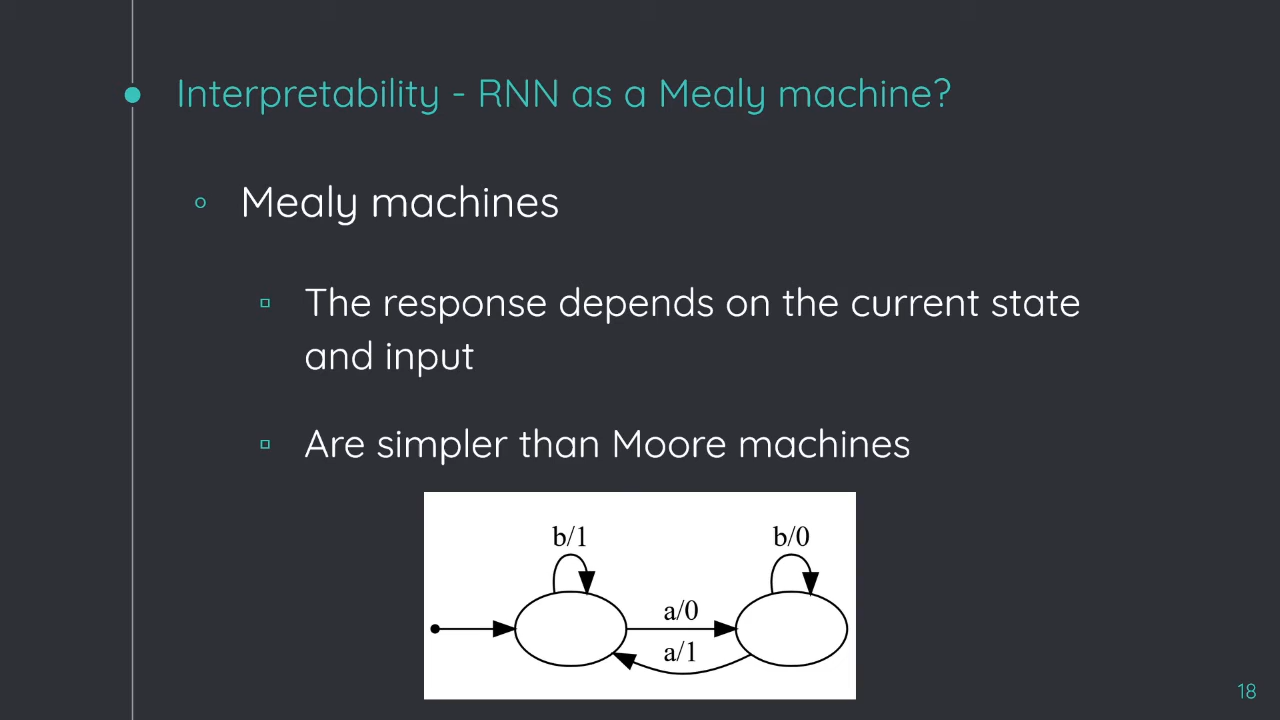 Interpretability - RNN as a Mealy machine?
Mealy machines
The response depends on the current state
and input
Are simpler than Moore machines
b/1
b/0
a/0
a/1
18